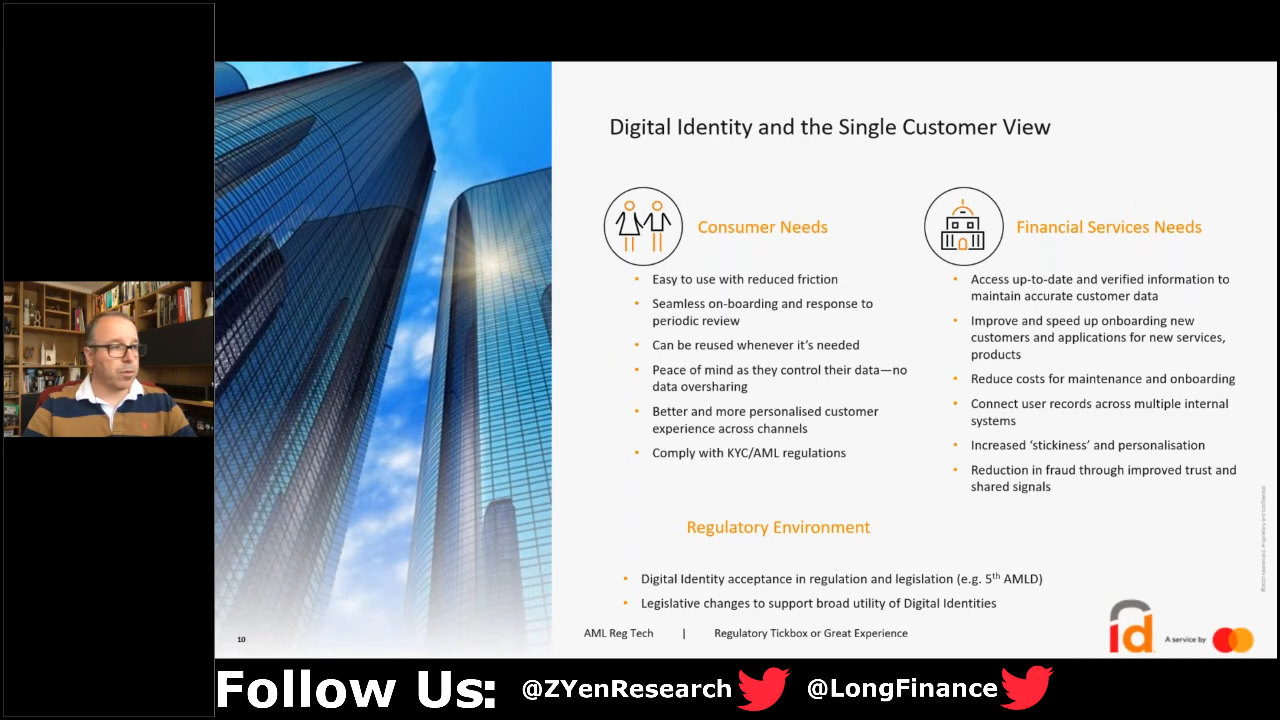 Digital Identity and the Single Customer View
Consumer Needs
• Easy to use with reduced friction
• Seamless on-boarding and response to
periodic review
• Can be reused whenever it's needed
• Peace of mind as they control their data—no
data oversharing
• Better and more personalised customer
experience across channels
• Comply with KYC/AML regulations
Financial Services Needs
• Access up-to-date and verified information to
maintain accurate customer data
• Improve and speed up onboarding new
customers and applications for new services,
products
• Reduce costs for maintenance and onboarding
• Connect user records across multiple internal
systems
• Increased ‘stickiness’ and personalisation
• Reduction in fraud through improved trust and
shared signals
Regulatory Environment
• Digital Identity acceptance in regulation and legislation (e.g. 5th AMLD)
• Legislative changes to support broad utility of Digital Identities
10
AML Reg Tech | Regulatory Tickbox or Great Experience
id A service by
©2020 Mastercard. Proprietary and Confidential
Follow Us: @ZYenResearch @LongFinance